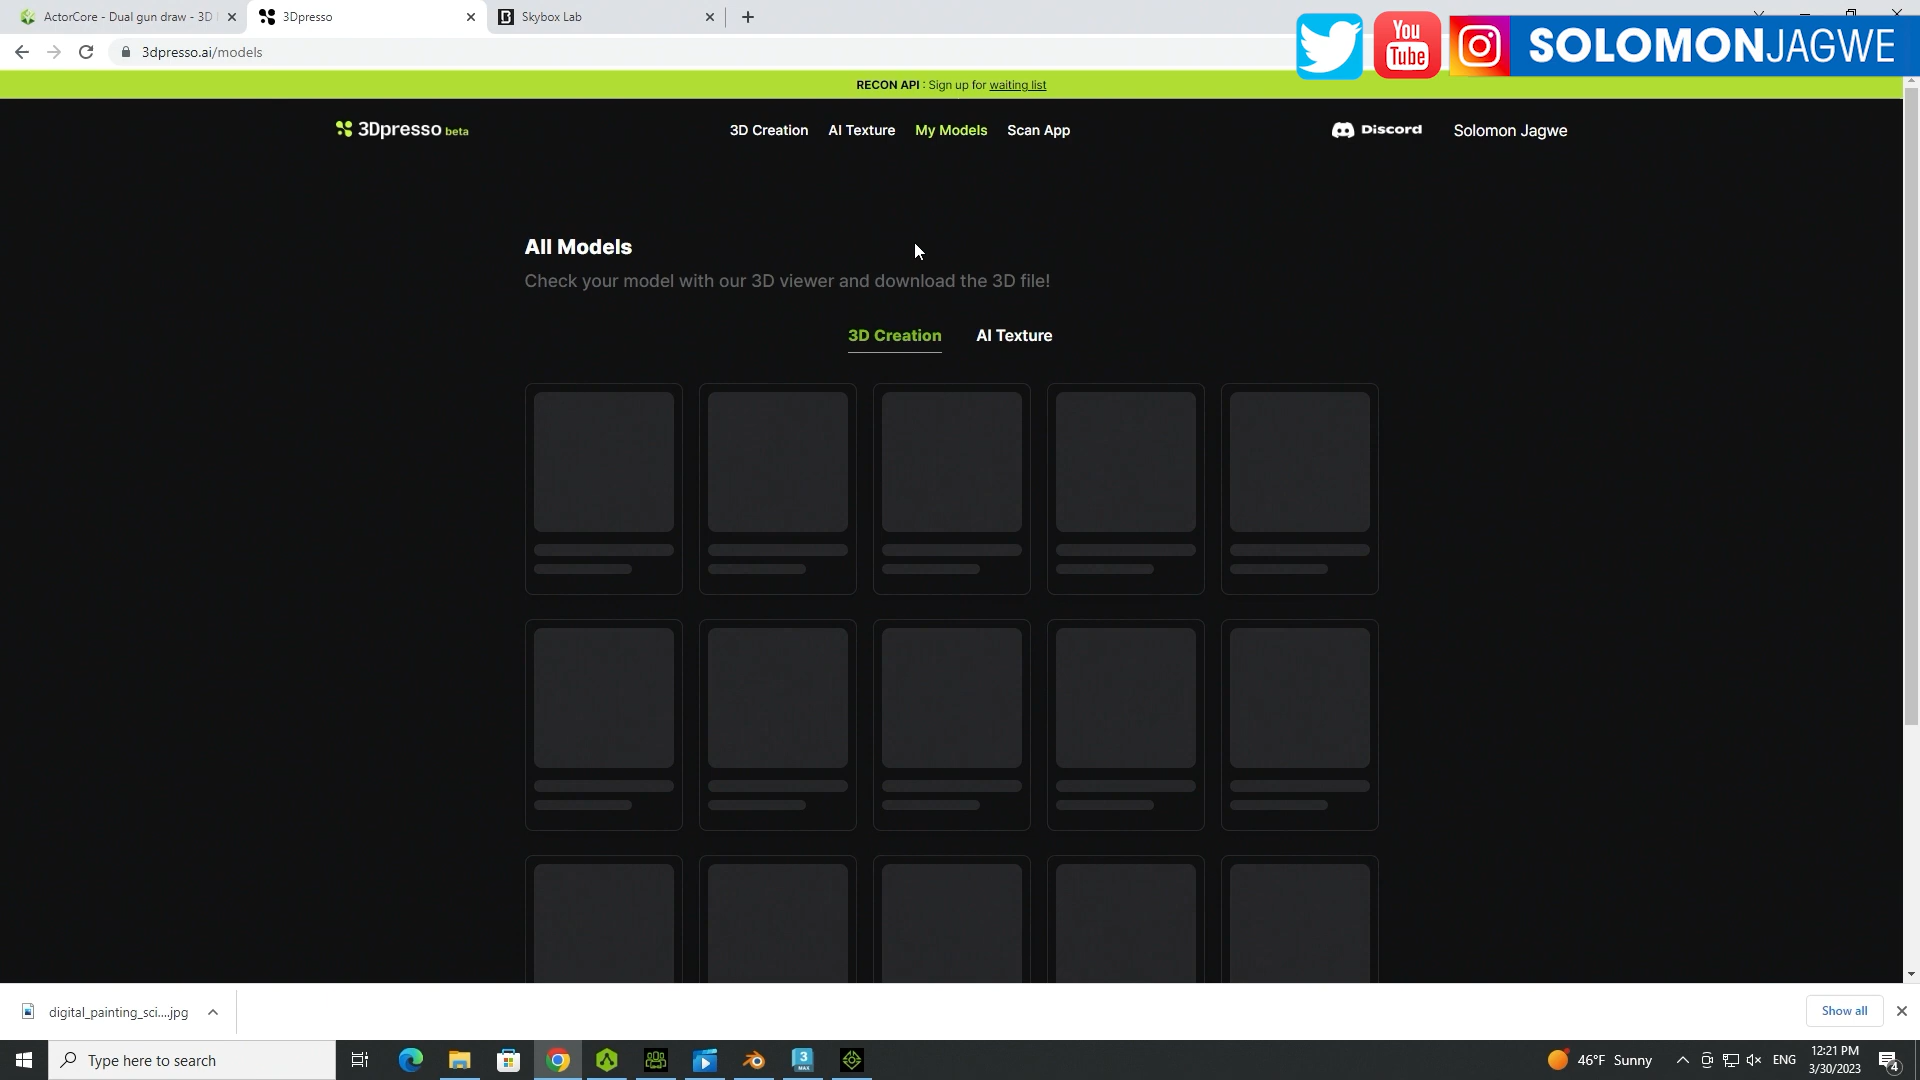 ActorCore - Dual gun draw - 3D
3Dpresso
Skybox Lab
3dpresso.ai/models
You
Tube
SOLOMONJAGWE
RECON API : Sign up for waiting list
3Dpresso beta
3D Creation
AI Texture
My Models
Scan App
Discord
Solomon Jagwe
All Models
Check your model with our 3D viewer and download the 3D file!
3D Creation
AI Texture
digital_painting_sci....jpg
Show all
Type here to search
3
MAX
46°F Sunny
ENG
12:21 PM
3/30/2023
4